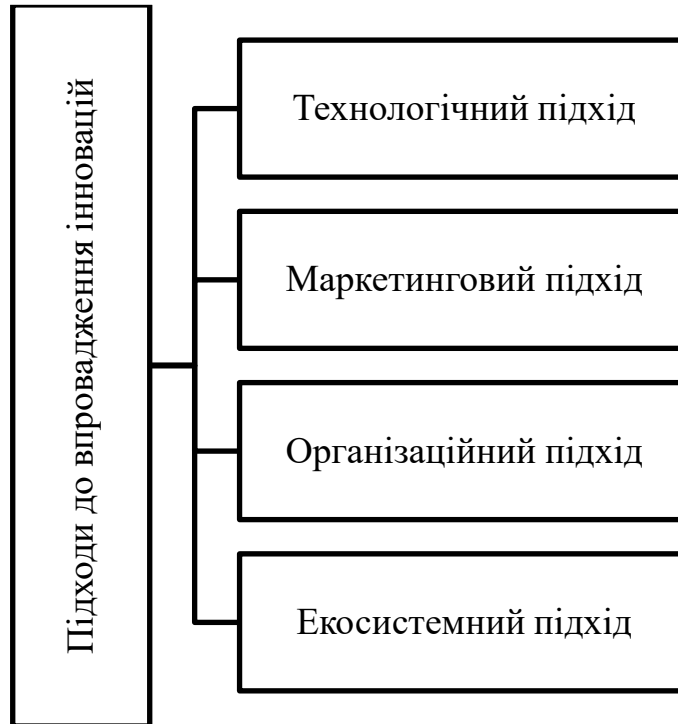 Підходи до впровадження інновацій
Технологічний підхід
Маркетинговий підхід
Організаційний підхід
Екосистемний підхід